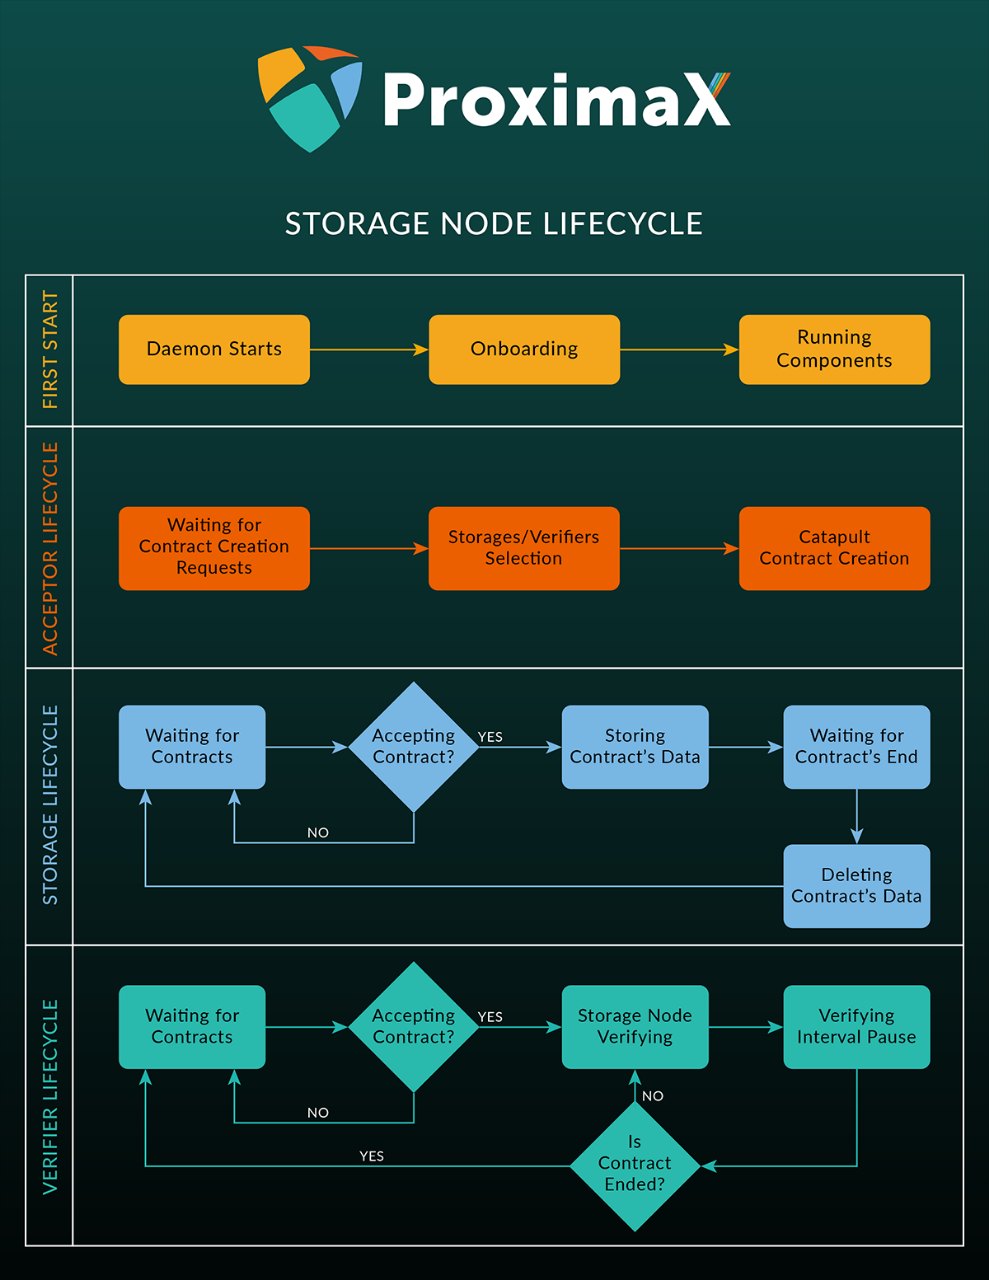 ProximaX
STORAGE NODE LIFECYCLE
FIRST START
Daemon Starts
Onboarding
Running
Components
ACCEPTOR LIFECYCLE
Waiting for
Contract Creation
Requests
Storages/Verifiers
Selection
Catapult
Contract Creation
STORAGE LIFECYCLE
Waiting for
Contracts
Accepting
Contract?
YES
Storing
Contract's Data
Waiting for
Contract's End
NO
Deleting
Contract's Data
VERIFIER LIFECYCLE
Waiting for
Contracts
Accepting
Contract?
YES
Storage Node
Verifying
Verifying
Interval Pause
NO
NO
YES
Is
Contract
Ended?